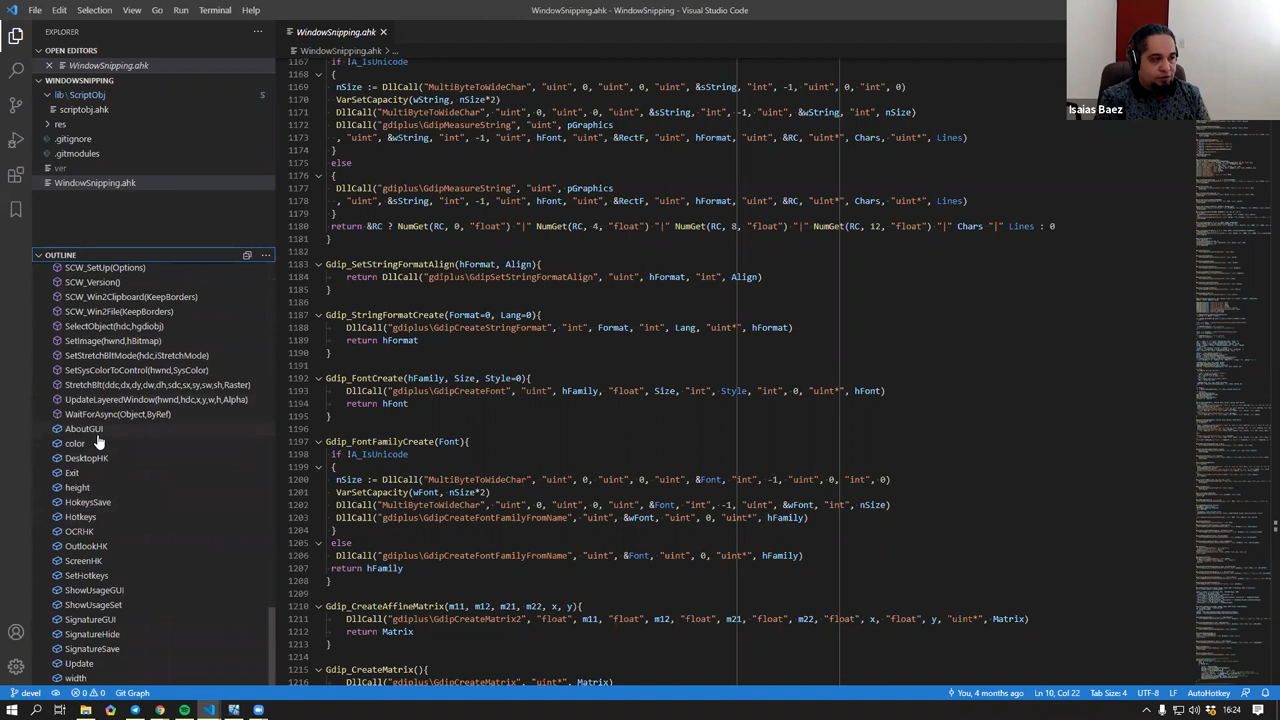 File Edit Selection View Go Run Terminal Help
WindowSnipping.ahk - WindowSnipping - Visual Studio Code
EXPLORER
OPEN EDITORS
WindowSnipping.ahk
WINDOWSNIPPING
lib\ScriptObj S
scriptobj.ahk
res
.gitignore
.gitmodules
.ver
WindowSnipping.ahk
OUTLINE
SCW_SetUp(Options)
SCW_Version()
SCW_Win2Clipboard(KeepBorders)
SCW_Win2File(KeepBorders)
SelectObject(hdc,hgdiobj)
SetImage(hwnd,hBitmap)
SetStretchBltMode(hdc,iStretchMode)
SetSysColorToControl(hwnd,SysColor)
StretchBlt(ddc,dx,dy,dw,dh,sdc,sx,sy,sw,sh,Raster)
UpdateLayeredWindow(hwnd,hdc,x,y,w,h,Alpha)
WaitForAsync(Object,ByRef)
AboutGUI
color
DesktopHK
Exit
height
HotkeysSave
Hotkeys
OCRHK
OutlookHK
ScreenHK
SetHotkeys
ShowUsageGUI
ShowUsageSet
SignatureGUI
SignatureHide
SignatureSave
Update
width
WindowSnipping.ahk
WindowSnipping.ahk > ...
1167 if !A_IsUnicode
1168 {
1169 nSize := DllCall("MultiByteToWideChar", "uint", 0, "uint", 0, "uint", &sString, "int", -1, "uint", 0, "int", 0)
1170 VarSetCapacity(wString, nSize*2)
1171 DllCall("MultiByteToWideChar", "uint", 0, "uint", 0, "uint", &sString, "int", -1, "uint", &wString, "int", nSize)
1172 DllCall("gdiplus\GdipMeasureString", "uint", pGraphics
1173 , "uint", &wString, "int", -1, "uint", hFont, "uint", &RectF, "uint", hFormat, "uint", &RC, "uint*", Chars, "uint*", Lines)
1174 }
1175 else
1176 {
1177 DllCall("gdiplus\GdipMeasureString", "uint", pGraphics
1178 , "uint", &sString, "int", -1, "uint", hFont, "uint", &RectF, "uint", hFormat, "uint", &RC, "uint*", Chars, "uint*", Lines)
1179 }
1180 return &RC ? NumGet(RC, 0, "float") "|" NumGet(RC, 4, "float") "|" NumGet(RC, 8, "float") "|" NumGet(RC, 12, "float") "|" Chars "|" Lines : 0
1181 }
1182
1183 Gdip_SetStringFormatAlign(hFormat, Align){
1184 return DllCall("gdiplus\GdipSetStringFormatAlign", "uint", hFormat, "int", Align)
1185 }
1186
1187 Gdip_StringFormatCreate(Format=0, Lang=0){
1188 DllCall("gdiplus\GdipCreateStringFormat", "int", Format, "int", Lang, "uint*", hFormat)
1189 return hFormat
1190 }
1191
1192 Gdip_FontCreate(hFamily, Size, Style=0){
1193 DllCall("gdiplus\GdipCreateFont", "uint", hFamily, "float", Size, "int", Style, "int", 0, "uint*", hFont)
1194 return hFont
1195 }
1196
1197 Gdip_FontFamilyCreate(Font){
1198 if !A_IsUnicode
1199 {
1200 nSize := DllCall("MultiByteToWideChar", "uint", 0, "uint", 0, "uint", &Font, "int", -1, "uint", 0, "int", 0)
1201 VarSetCapacity(wFont, nSize*2)
1202 DllCall("MultiByteToWideChar", "uint", 0, "uint", 0, "uint", &Font, "int", -1, "uint", &wFont, "int", nSize)
1203 DllCall("gdiplus\GdipCreateFontFamilyFromName", "uint", &wFont, "uint", 0, "uint*", hFamily)
1204 }
1205 else
1206 DllCall("gdiplus\GdipCreateFontFamilyFromName", "uint", &Font, "uint", 0, "uint*", hFamily)
1207 return hFamily
1208 }
1209
1210 Gdip_CreateAffineMatrix(m11, m12, m21, m22, x, y){
1211 DllCall("gdiplus\GdipCreateMatrix2", "float", m11, "float", m12, "float", m21, "float", m22, "float", x, "float", y, "uint*", Matrix)
1212 return Matrix
1213 }
1214
1215 Gdip_CreateMatrix(){
1216 DllCall("gdiplus\GdipCreateMatrix", "uint*", Matrix)
Isaias Baez
devel 0 0 Git Graph
You, 4 months ago Ln 10, Col 22 Tab Size: 4 UTF-8 LF AutoHotkey
16:24